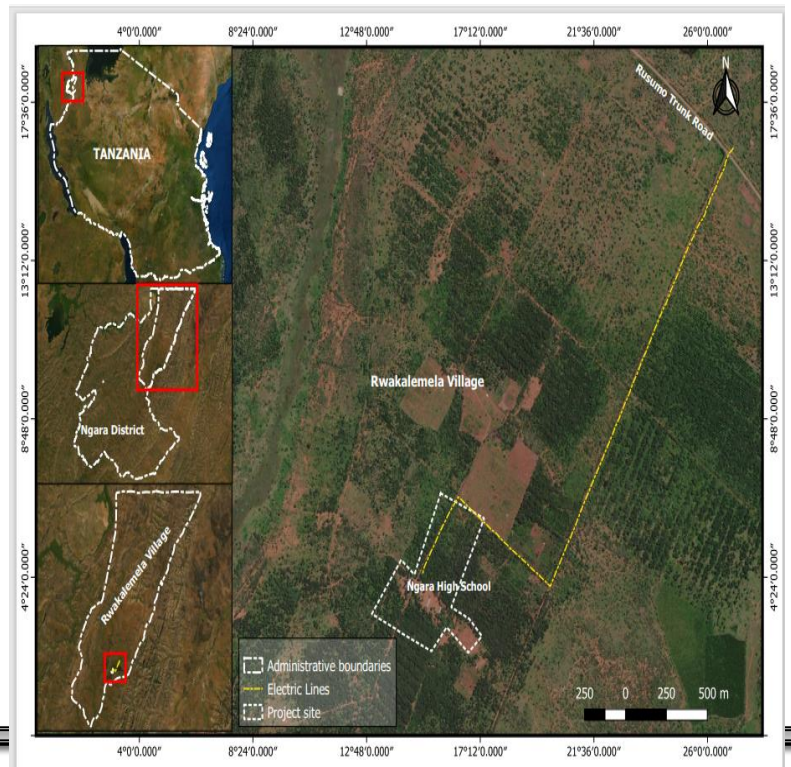 4°0'0.000″ 8°24'0.000″ 12°48'0.000″ 17°12'0.000″ 21°36'0.000″ 26°0'0.000″
17°36'0.000″
13°12'0.000″
8°48'0.000″
4°24'0.000″
TANZANIA
Ngara District
Rwakalemela Village
N
Rusumo Trunk Road
Rwakalemela Village
Ngara High School
Administrative boundaries
Electric Lines
Project site
250 0 250 500 m
17°36'0.000″
13°12'0.000″
8°48'0.000″
4°24'0.000″
4°0'0.000″ 8°24'0.000″ 12°48'0.000″ 17°12'0.000″ 21°36'0.000″ 26°0'0.000″